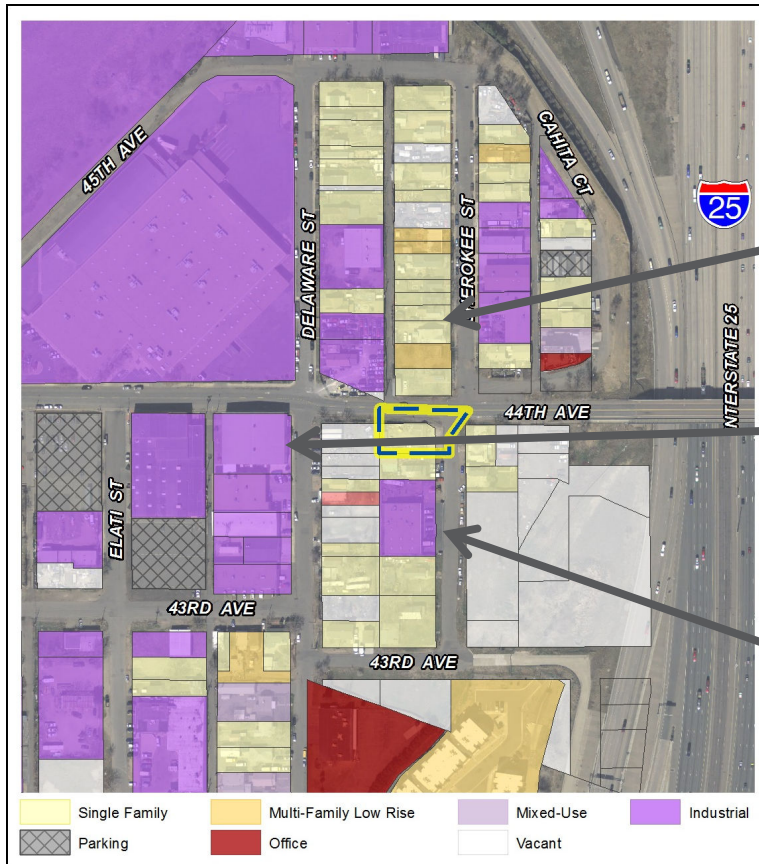 45TH AVE
CAHITA CT
25
DELAWARE ST
HEROKEE ST
NTERSTATE 25
44TH AVE
ELATI ST
43RD AVE
43RD AVE
Single Family
Multi-Family Low Rise
Mixed-Use
Industrial
Parking
Office
Vacant